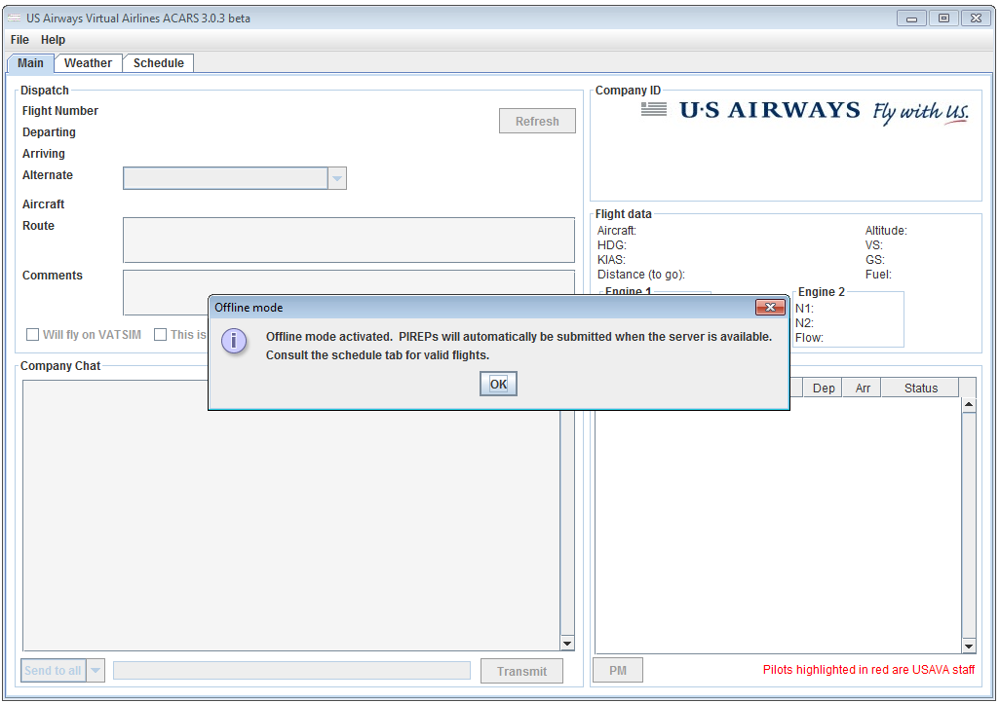 US Airways Virtual Airlines ACARS 3.0.3 beta
File Help
Main Weather Schedule
Dispatch
Flight Number
Refresh
Departing
Arriving
Alternate
Aircraft
Route
Comments
Will fly on VATSIM This is
Company ID
U·S AIRWAYS Fly with us.
Flight data
Aircraft: Altitude:
HDG: VS:
KIAS: GS:
Distance (to go): Fuel:
Engine 1 Engine 2
N1:
N2:
Flow:
Offline mode
Offline mode activated. PIREPs will automatically be submitted when the server is available.
Consult the schedule tab for valid flights.
OK
Company Chat
Dep Arr Status
Send to all Transmit
PM Pilots highlighted in red are USAVA staff